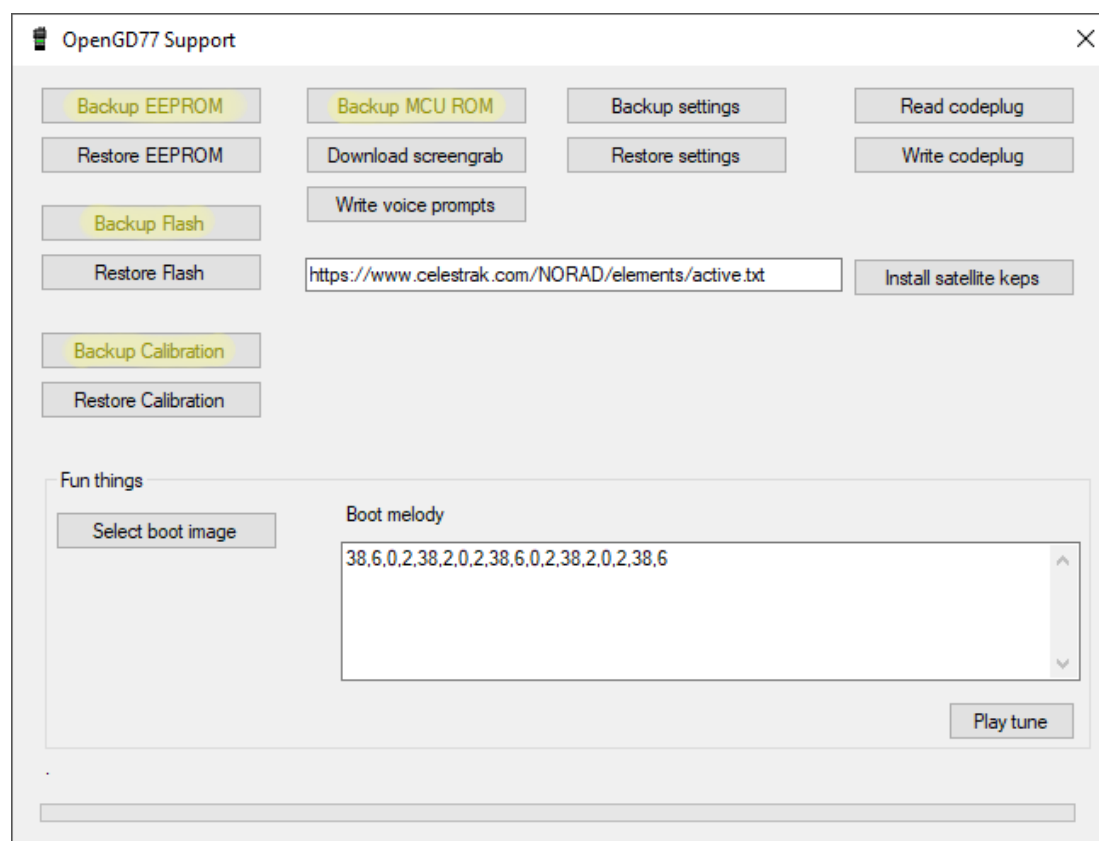 OpenGD77 Support
Backup EEPROM
Backup MCU ROM
Backup settings
Read codeplug
Restore EEPROM
Download screengrab
Restore settings
Write codeplug
Write voice prompts
Backup Flash
Restore Flash
https://www.celestrak.com/NORAD/elements/active.txt
Install satellite keps
Backup Calibration
Restore Calibration
Fun things
Select boot image
Boot melody
38,6,0,2,38,2,0,2,38,6,0,2,38,2,0,2,38,6
Play tune
.